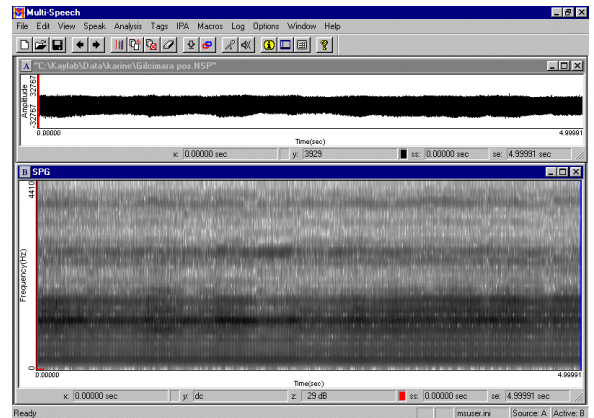 Multi-Speech
File Edit View Speak Analysis Tags IPA Macros Log Options Window Help
A "C:\Kaylab\Data\karine\Gilcimara pos.NSP"
Amplitude
-32767 32767
0.00000 4.99991
Time(sec)
x: 0.00000 sec y: 3929 ss: 0.00000 sec se: 4.99991 sec
B SPG
Frequency(Hz)
0 4410
0.00000 4.99991
Time(sec)
x: 0.00000 sec y: dc z: 29 dB ss: 0.00000 sec se: 4.99991 sec
Ready msuser.ini Source: A Active: B